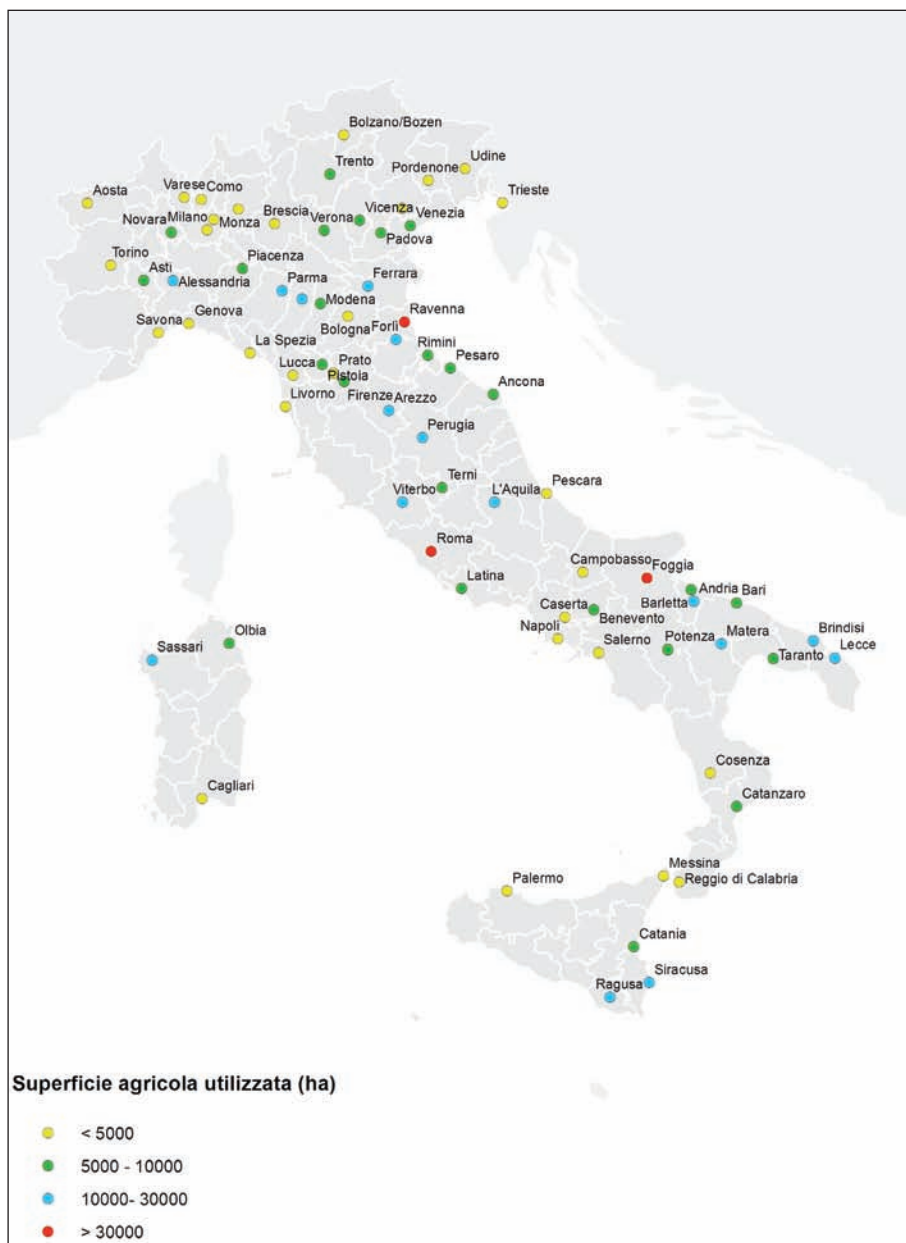 Bolzano/Bozen
Trento
Udine
Pordenone
Trieste
Aosta
Varese
Como
Novara
Milano
Monza
Brescia
Verona
Vicenza
Venezia
Padova
Torino
Asti
Piacenza
Alessandria
Parma
Ferrara
Modena
Ravenna
Genova
Savona
Bologna
Forlì
La Spezia
Rimini
Pesaro
Lucca
Prato
Pistoia
Ancona
Livorno
Firenze
Arezzo
Perugia
Terni
Viterbo
L'Aquila
Pescara
Roma
Campobasso
Foggia
Latina
Andria
Bari
Caserta
Barletta
Benevento
Napoli
Salerno
Potenza
Matera
Brindisi
Taranto
Lecce
Olbia
Sassari
Cosenza
Cagliari
Catanzaro
Messina
Palermo
Reggio di Calabria
Catania
Siracusa
Ragusa
Superficie agricola utilizzata (ha)
< 5000
5000 - 10000
10000- 30000
> 30000